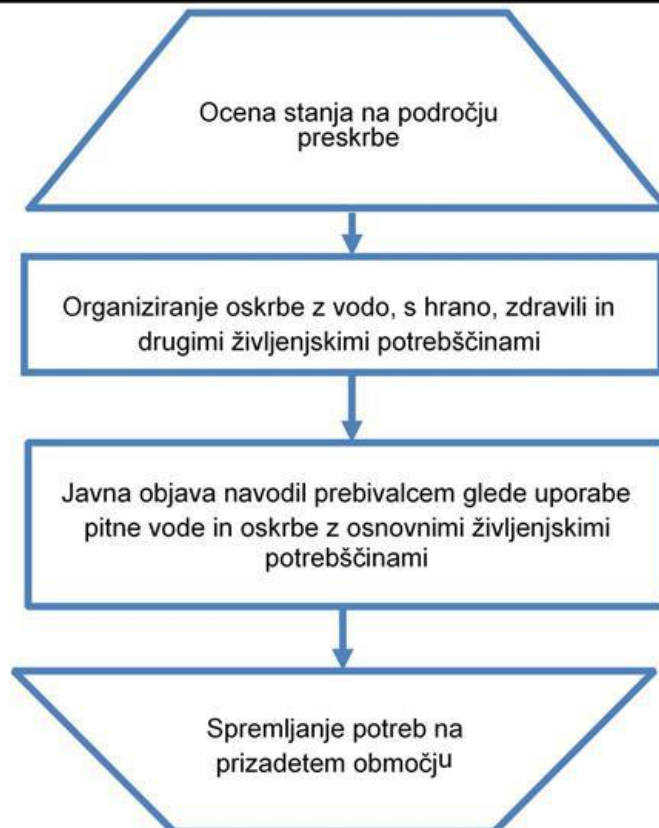 Ocena stanja na področju
preskrbe
Organiziranje oskrbe z vodo, s hrano, zdravili in
drugimi življenjskimi potrebščinami
Javna objava navodil prebivalcem glede uporabe
pitne vode in oskrbe z osnovnimi življenjskimi
potrebščinami
Spremljanje potreb na
prizadetem območju